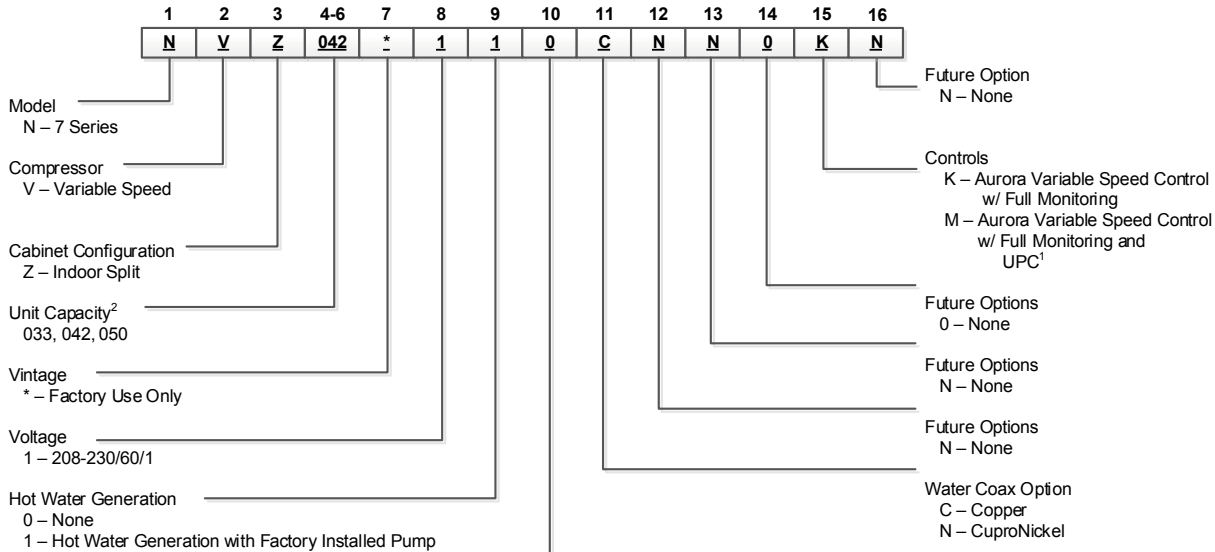 1 2 3 4-6 7 8 9 10 11 12 13 14 15 16
N V Z 042 * 1 1 0 C N N 0 K N
Model
N – 7 Series
Compressor
V – Variable Speed
Cabinet Configuration
Z – Indoor Split
Unit Capacity2
033, 042, 050
Vintage
* – Factory Use Only
Voltage
1 – 208-230/60/1
Hot Water Generation
0 – None
1 – Hot Water Generation with Factory Installed Pump
Future Option
N – None
Controls
K – Aurora Variable Speed Control
w/ Full Monitoring
M – Aurora Variable Speed Control
w/ Full Monitoring and
UPC1
Future Options
0 – None
Future Options
N – None
Future Options
N – None
Water Coax Option
C – Copper
N – CuproNickel